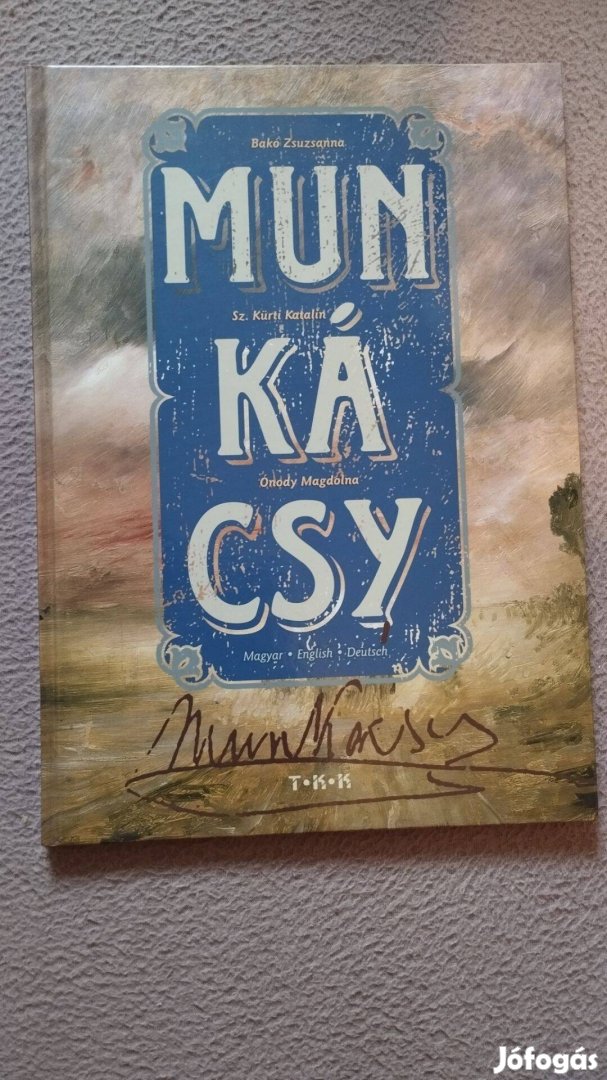 Bakó Zsuzsanna
MUN
Sz. Kürti Katalin
KÁ
Ónody Magdolna
CSY
Magyar • English • Deutsch
Munkácsy
T•K•K
Jófogás